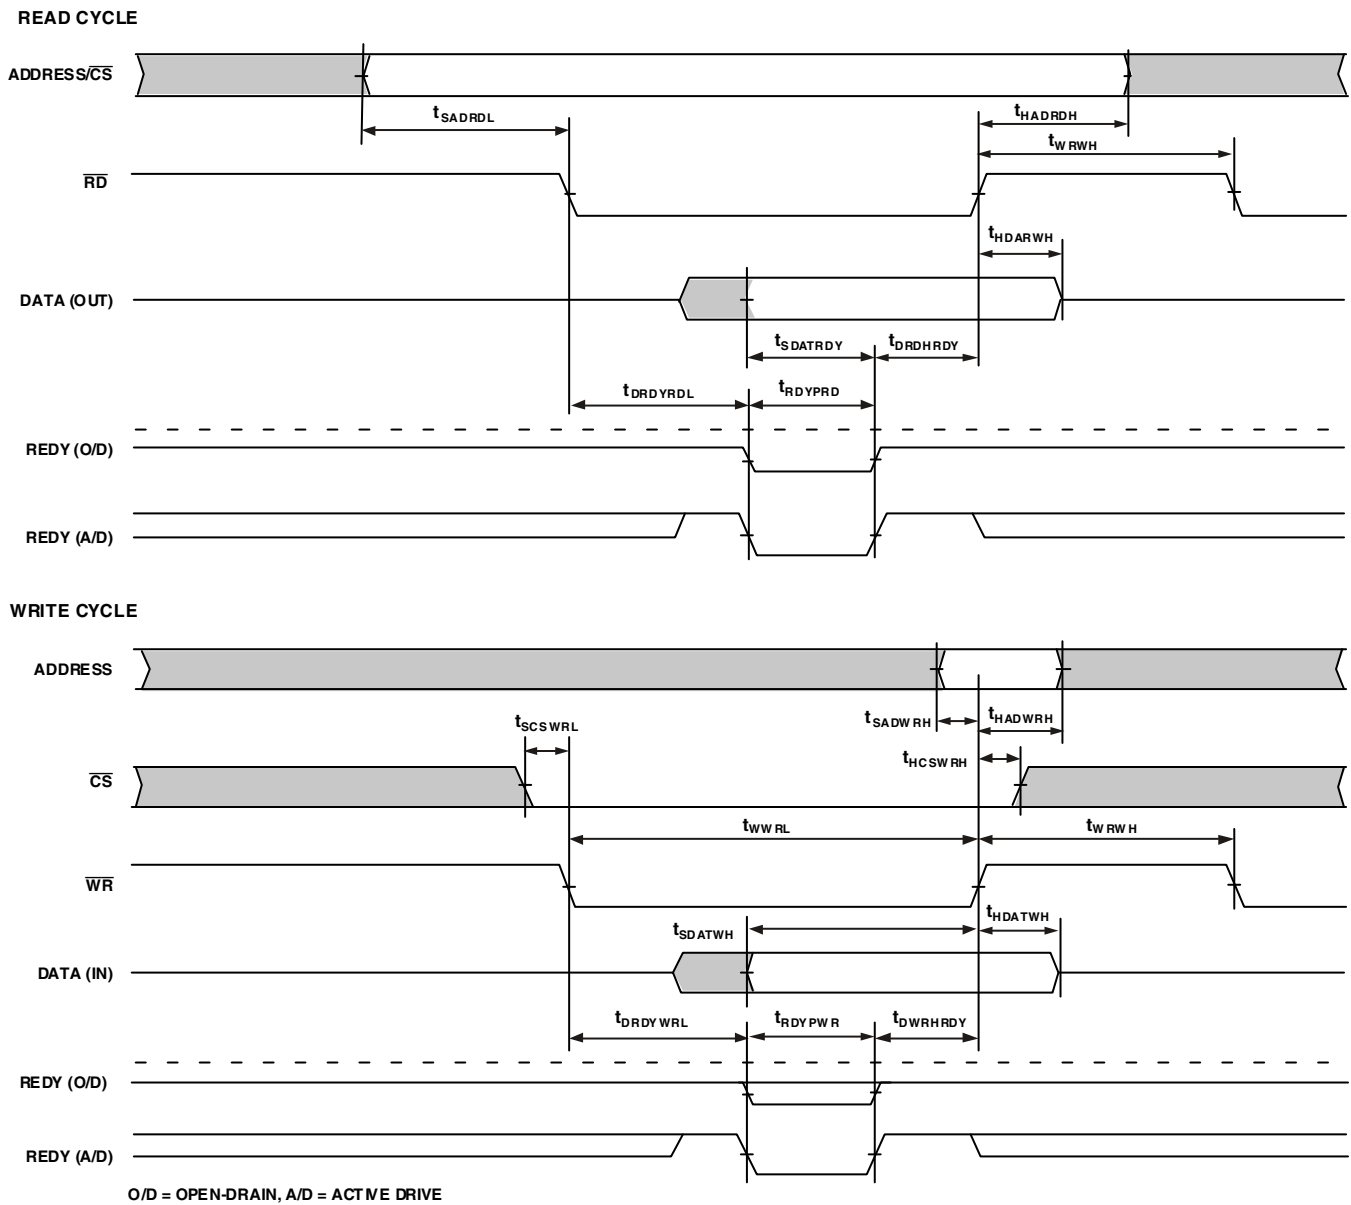 READ CYCLE
ADDRESS/CS
tSADRDL
tHADRDH
tWRWH
RD
tHDARWH
DATA (OUT)
tSDATRDY
tDRDHRDY
tDRDYRDL
tRDYPRD
REDY (O/D)
REDY (A/D)
WRITE CYCLE
ADDRESS
tSCSWRL
tSADWRH
tHADWRH
tHCSWRH
CS
tWWRL
tWRWH
WR
tHDATWH
tSDATWH
DATA (IN)
tDRDYWRL
tRDYPWR
tDWRHRDY
REDY (O/D)
REDY (A/D)
O/D = OPEN-DRAIN, A/D = ACTIVE DRIVE